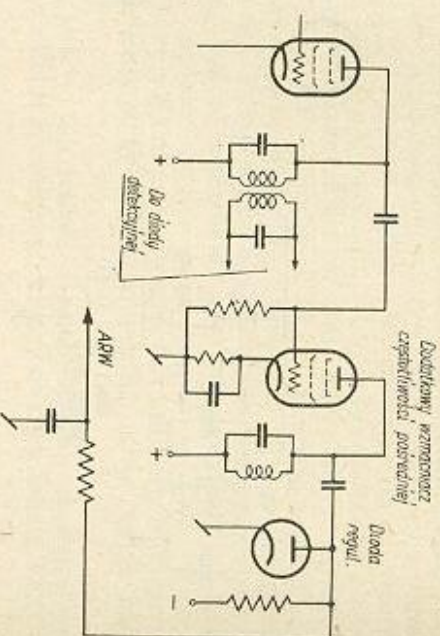 Do diody
detekcyjnej
ARW
Dodatkowy wzmacniacz
częstotliwości pośredniej
Dioda
regul.
+
+
–